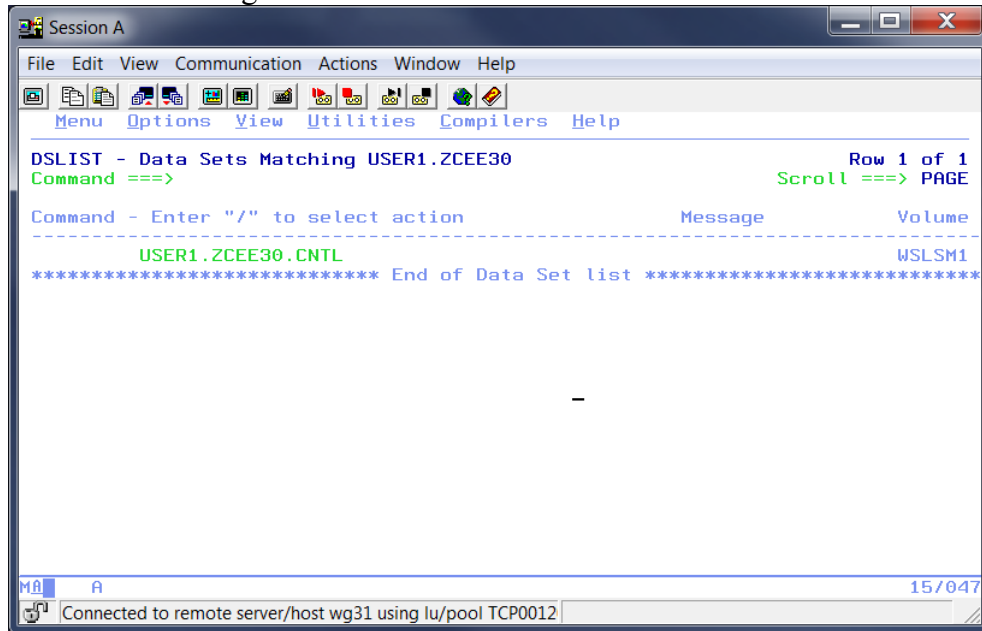 Session A
File Edit View Communication Actions Window Help
Menu Options View Utilities Compilers Help
DSLIST - Data Sets Matching USER1.ZCEE30 Row 1 of 1
Command ===> Scroll ===> PAGE
Command - Enter "/" to select action Message Volume
-------------------------------------------------------------------------------
USER1.ZCEE30.CNTL WSLSM1
***************************** End of Data Set list ****************************
MA A 15/047
Connected to remote server/host wg31 using lu/pool TCP0012